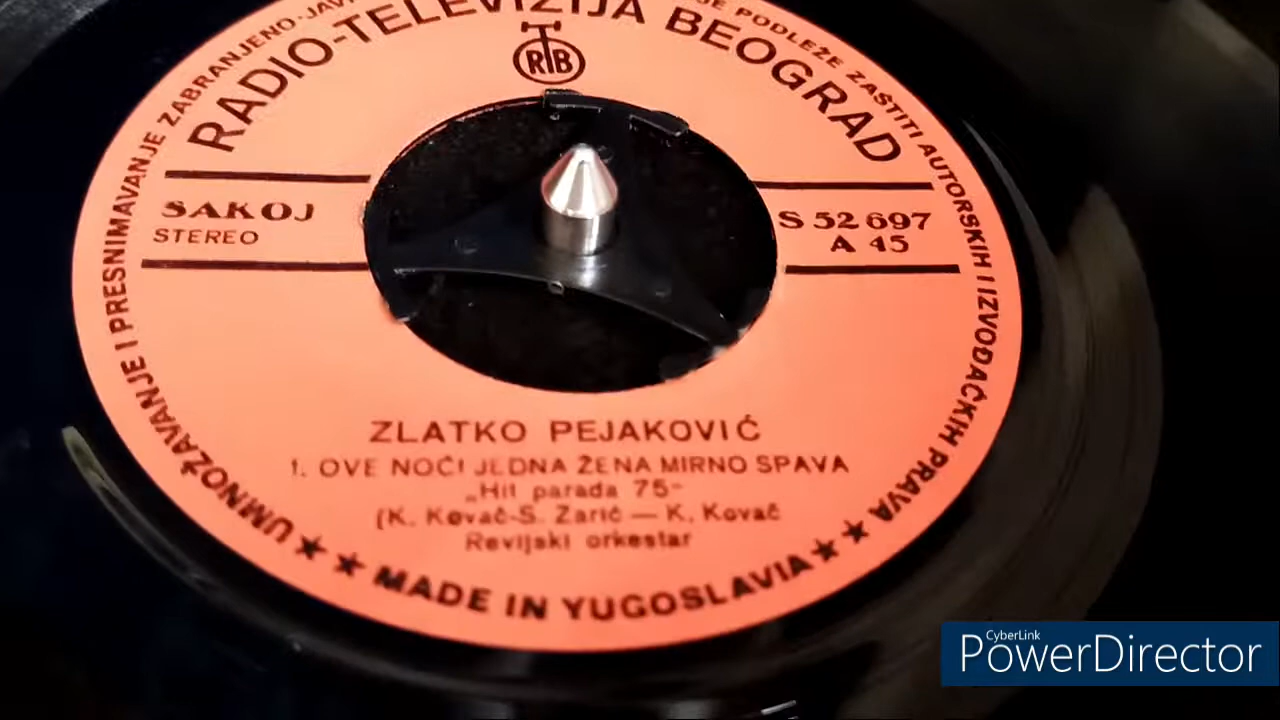 UMNOŽAVANJE I PRESNIMAVANJE ZABRANJENO·
PODLEŽE ZAŠTITI AUTORSKIH I IZVOĐAČKIH PRAVA
RADIO-TELEVIZIJA BEOGRAD
RTB
SAKOJ
STEREO
S 52 697
A 45
ZLATKO PEJAKOVIĆ
1. OVE NOĆI JEDNA ŽENA MIRNO SPAVA
„Hit parada 75"
(K. Kovač-S. Zarić — K. Kovač
Revijski orkestar
★ ★ MADE IN YUGOSLAVIA ★ ★
CyberLink
PowerDirector